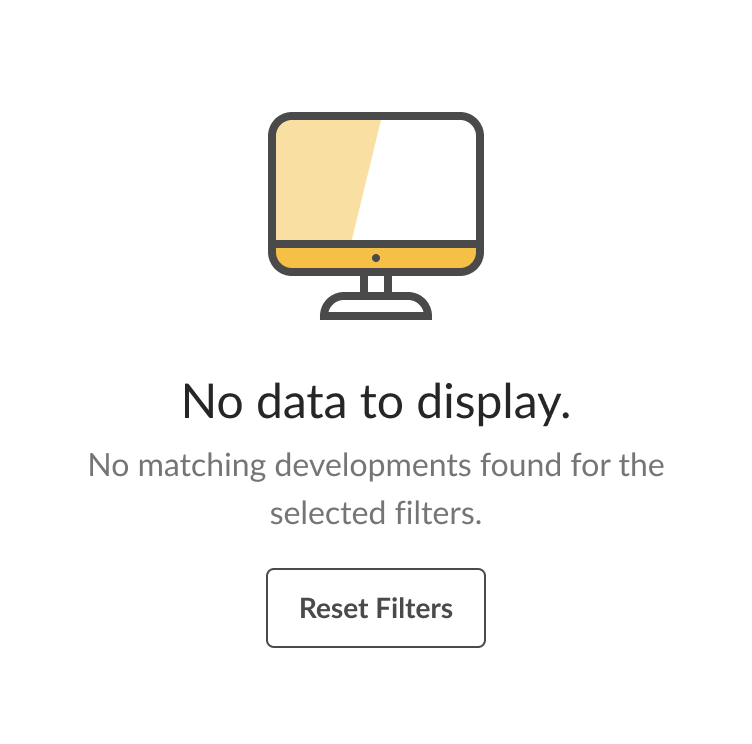 No data to display.
No matching developments found for the
selected filters.
Reset Filters